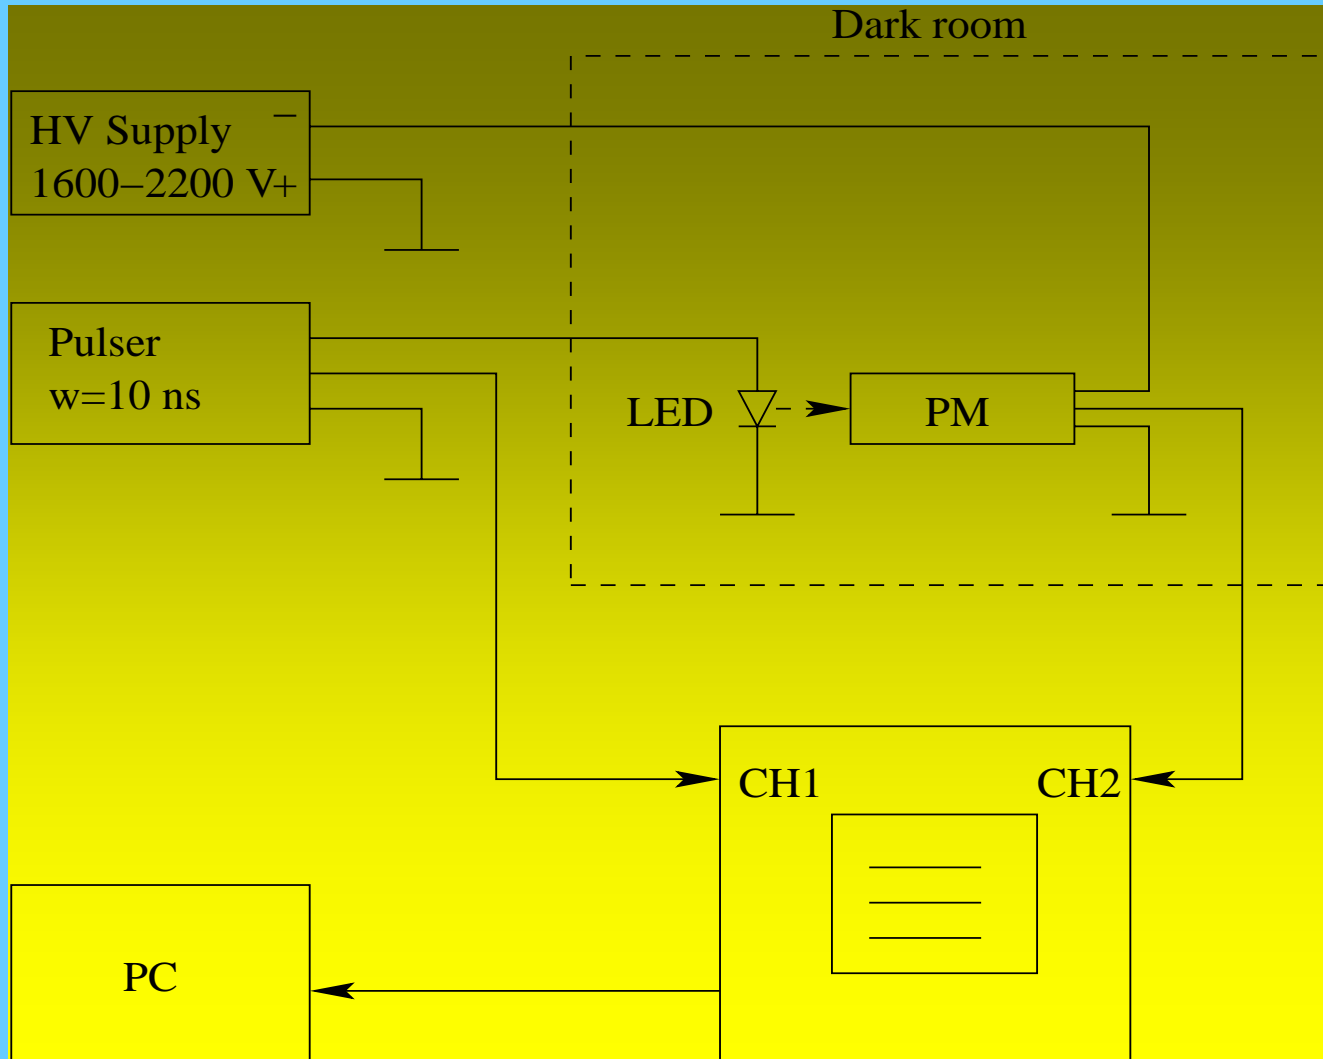 Dark room
HV Supply −
1600−2200 V+
Pulser
w=10 ns
LED
PM
CH1
CH2
PC